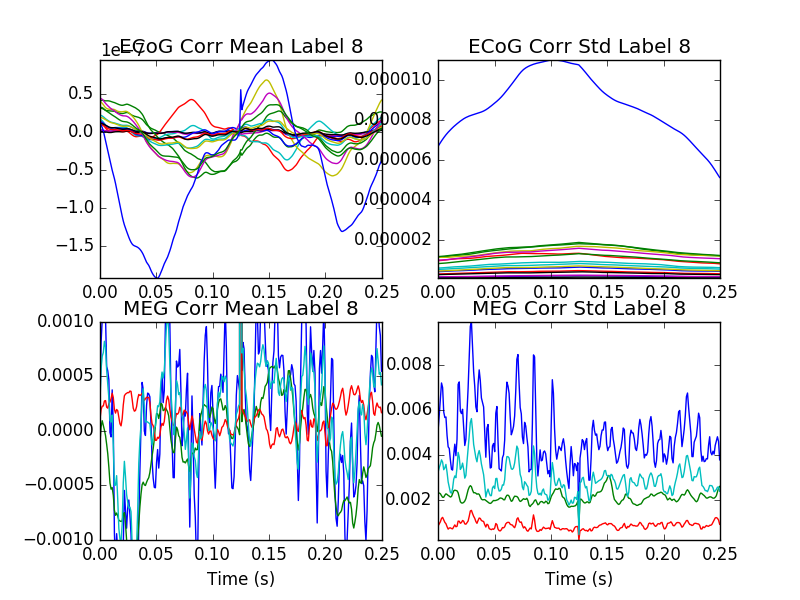 ECoG Corr Mean Label 8
1e−7
0.5
0.0
−0.5
−1.0
−1.5
0.00 0.05 0.10 0.15 0.20 0.25
ECoG Corr Std Label 8
0.000010
0.000008
0.000006
0.000004
0.000002
0.00 0.05 0.10 0.15 0.20 0.25
MEG Corr Mean Label 8
0.0010
0.0005
0.0000
−0.0005
−0.0010
0.00 0.05 0.10 0.15 0.20 0.25
Time (s)
MEG Corr Std Label 8
0.008
0.006
0.004
0.002
0.00 0.05 0.10 0.15 0.20 0.25
Time (s)